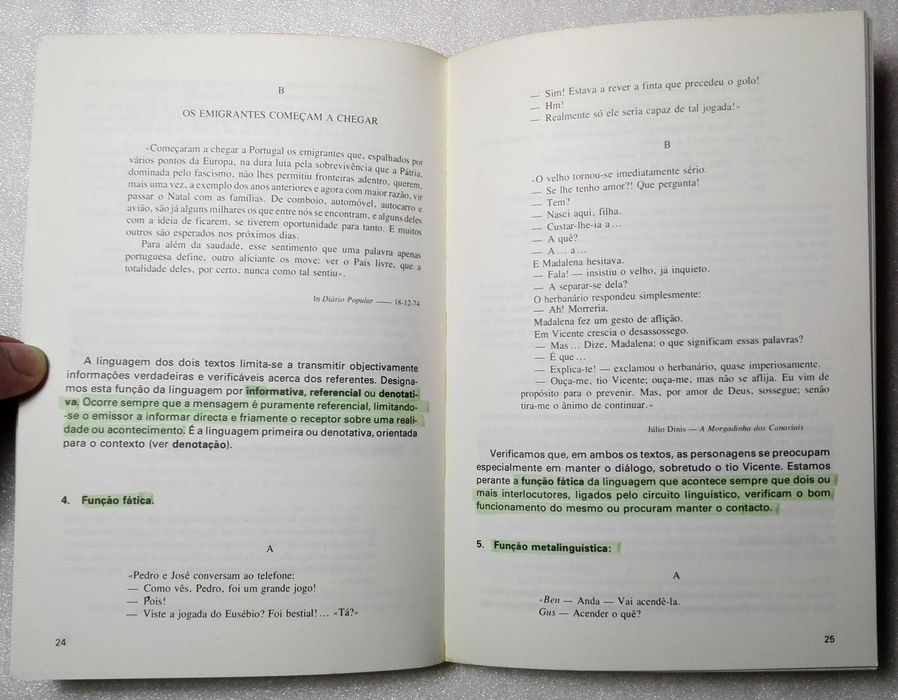 B
OS EMIGRANTES COMEÇAM A CHEGAR
«Começaram a chegar a Portugal os emigrantes que, espalhados por
vários pontos da Europa, na dura luta pela sobrevivência que a Pátria,
dominada pelo fascismo, não lhes permitiu fronteiras adentro, querem,
mais uma vez, a exemplo dos anos anteriores e agora com maior razão, vir
passar o Natal com as famílias. De comboio, automóvel, autocarro e
avião, são já alguns milhares os que entre nós se encontram, e alguns deles
com a ideia de ficarem, se tiverem oportunidade para tanto. E muitos
outros são esperados nos próximos dias.
Para além da saudade, esse sentimento que uma palavra apenas
portuguesa define, outro aliciante os move: ver o País livre, que a
totalidade deles, por certo, nunca como tal sentiu».
In Diário Popular — 18-12-74
A linguagem dos dois textos limita-se a transmitir objectivamente
informações verdadeiras e verificáveis acerca dos referentes. Designa-
mos esta função da linguagem por informativa, referencial ou denotati-
va. Ocorre sempre que a mensagem é puramente referencial, limitando-
-se o emissor a informar directa e friamente o receptor sobre uma reali-
dade ou acontecimento. É a linguagem primeira ou denotativa, orientada
para o contexto (ver denotação).
4. Função fática.
A
«Pedro e José conversam ao telefone:
— Como vês, Pedro, foi um grande jogo!
— Pois!
— Viste a jogada do Eusébio? Foi bestial!... «Tá?»
24
— Sim! Estava a rever a finta que precedeu o golo!
— Hm!
— Realmente só ele seria capaz de tal jogada!»
B
«O velho tornou-se imediatamente sério.
— Se lhe tenho amor?! Que pergunta!
— Tem?
— Nasci aqui, filha.
— Custar-lhe-ia a...
— A quê?
— A... a...
E Madalena hesitava.
— Fala! — insistiu o velho, já inquieto.
— A separar-se dela?
O herbanário respondeu simplesmente:
— Ah! Morreria.
Madalena fez um gesto de aflição.
Em Vicente crescia o desassossego.
— Mas... Dize, Madalena; o que significam essas palavras?
— É que...
— Explica-te! — exclamou o herbanário, quase imperiosamente.
— Ouça-me, tio Vicente; ouça-me, mas não se aflija. Eu vim de
propósito para o prevenir. Mas, por amor de Deus, sossegue; senão
tira-me o ânimo de continuar.»
Júlio Dinis — A Morgadinha dos Canaviais
Verificamos que, em ambos os textos, as personagens se preocupam
especialmente em manter o diálogo, sobretudo o tio Vicente. Estamos
perante a função fática da linguagem que acontece sempre que dois ou
mais interlocutores, ligados pelo circuito linguístico, verificam o bom
funcionamento do mesmo ou procuram manter o contacto.
5. Função metalinguística:
A
«Ben — Anda — Vai acendê-la.
Gus — Acender o quê?
25